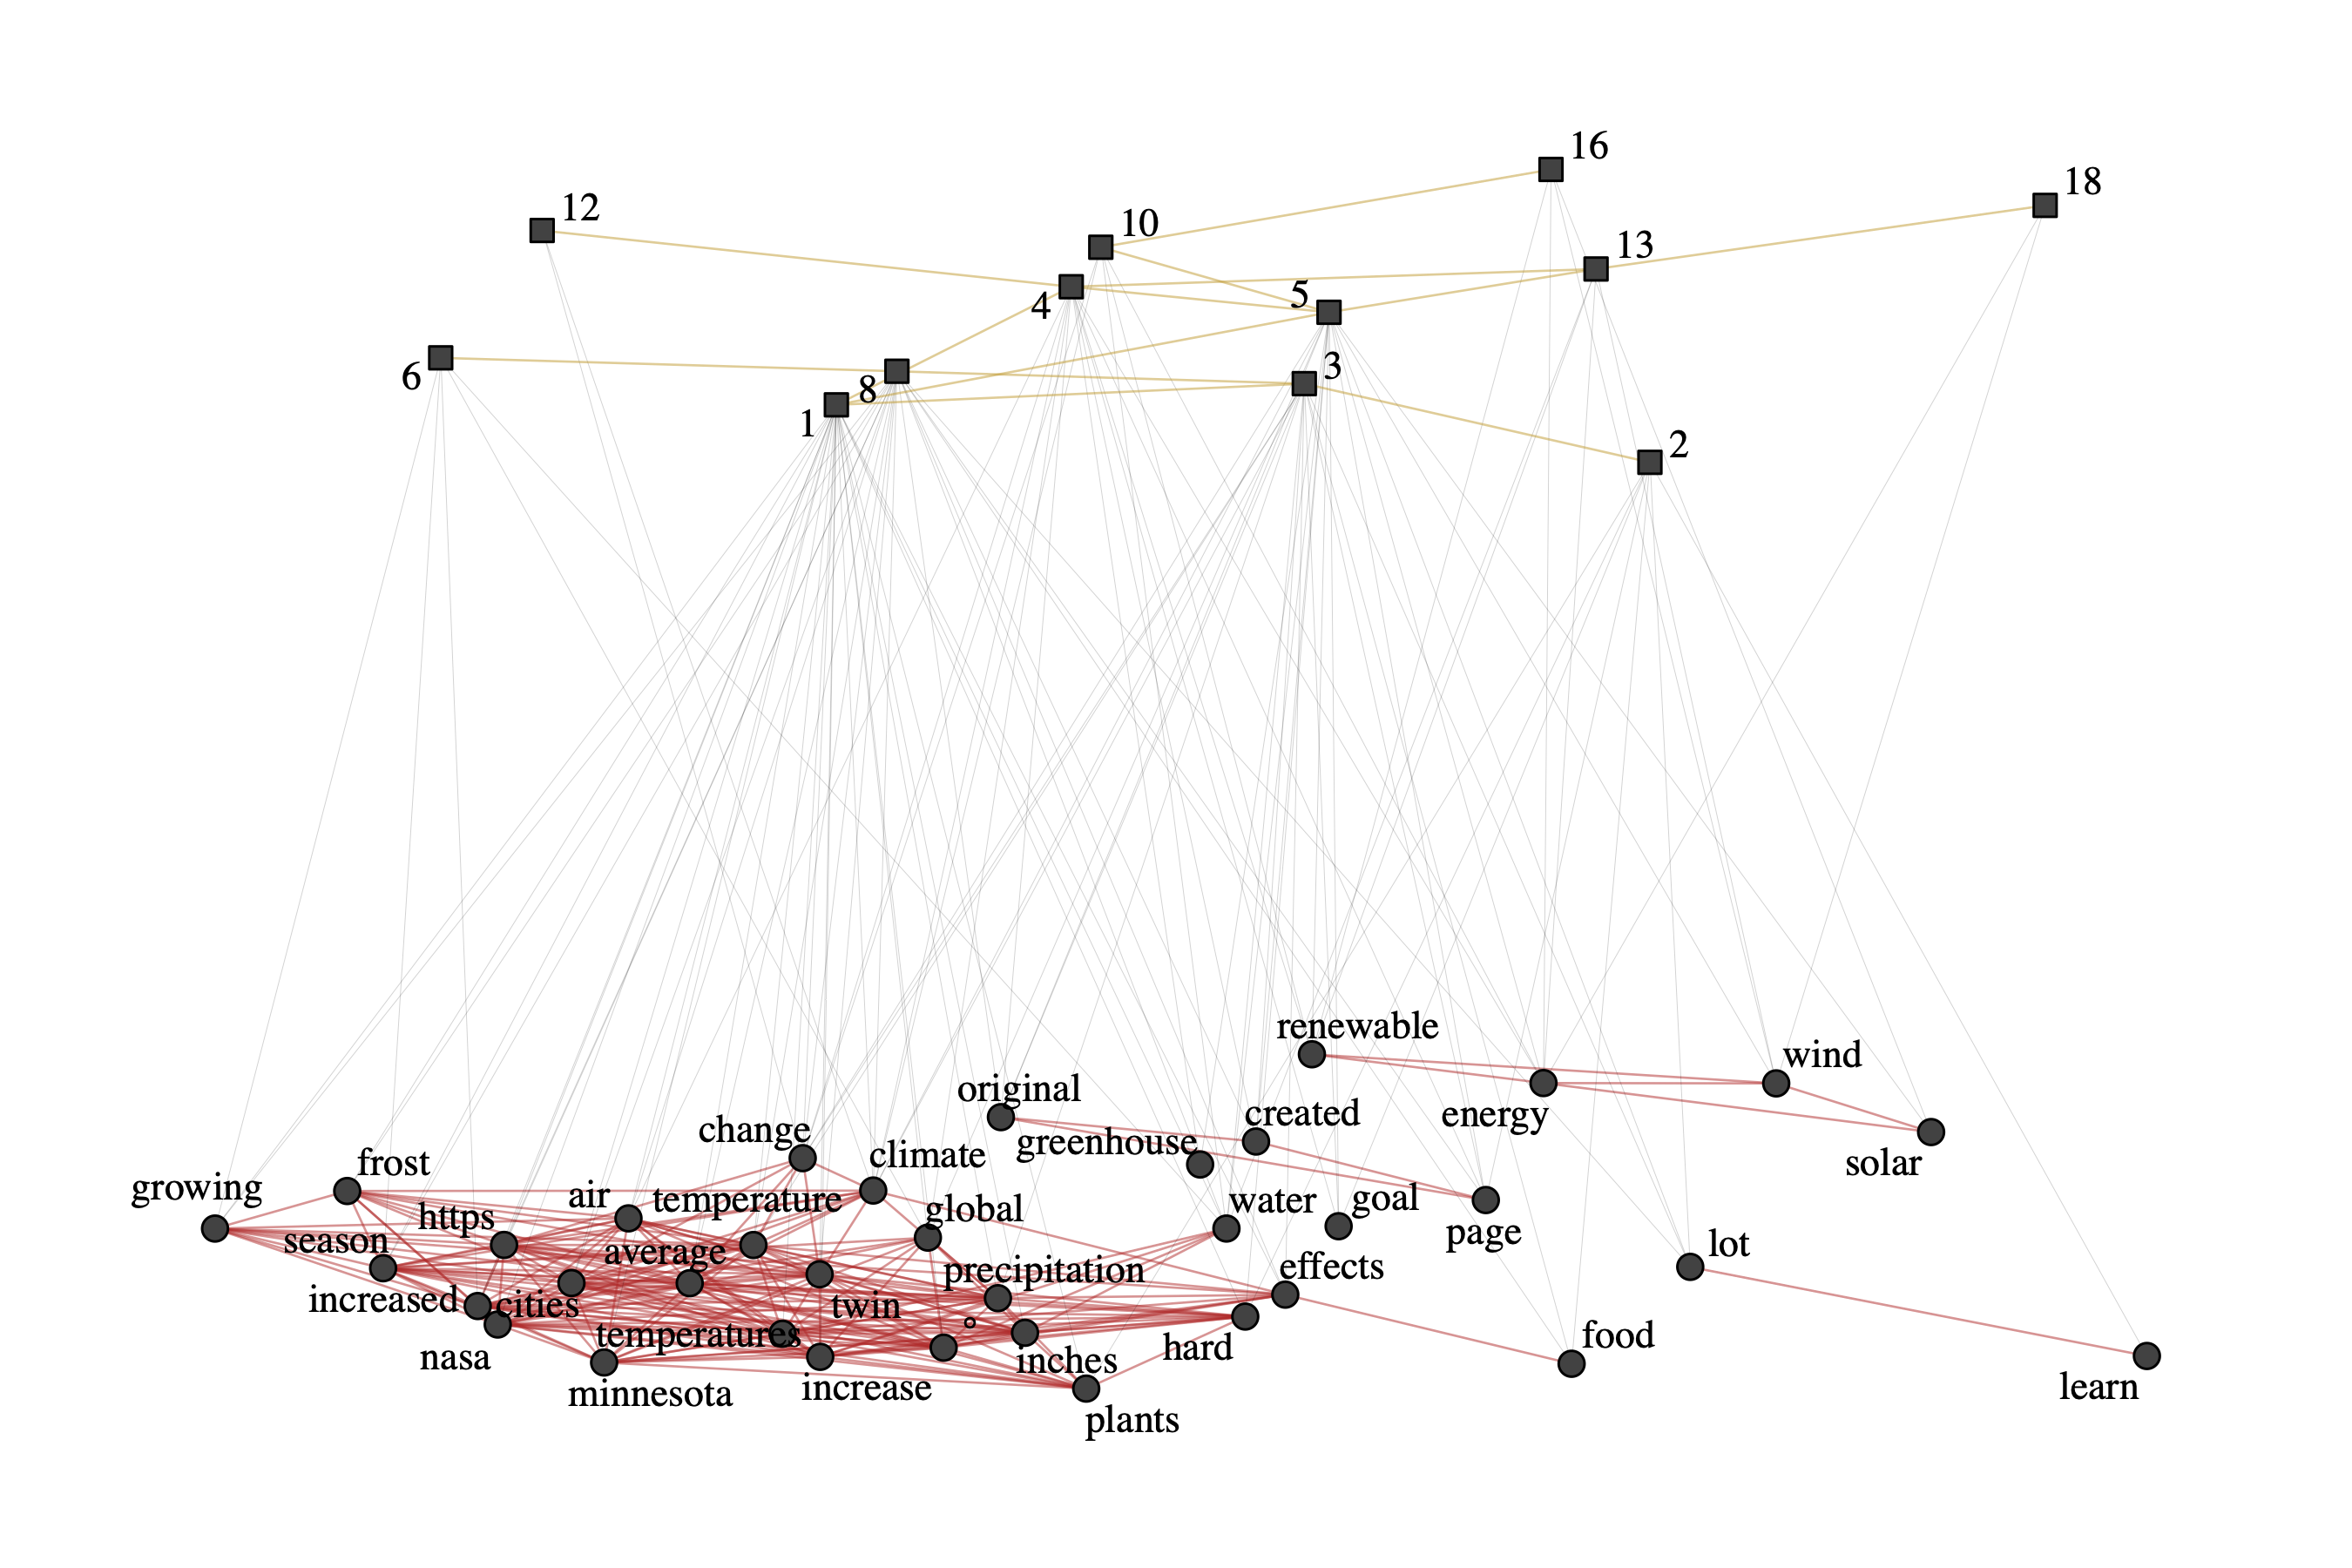 16
18
12
10
13
5
4
3
6
8
1
2
renewable
wind
original
energy
created
change
greenhouse
climate
solar
frost
growing
air
temperature
goal
water
global
https
page
season
average
lot
precipitation
effects
increased
cities
twin
°
temperatures
food
hard
nasa
inches
increase
learn
minnesota
plants